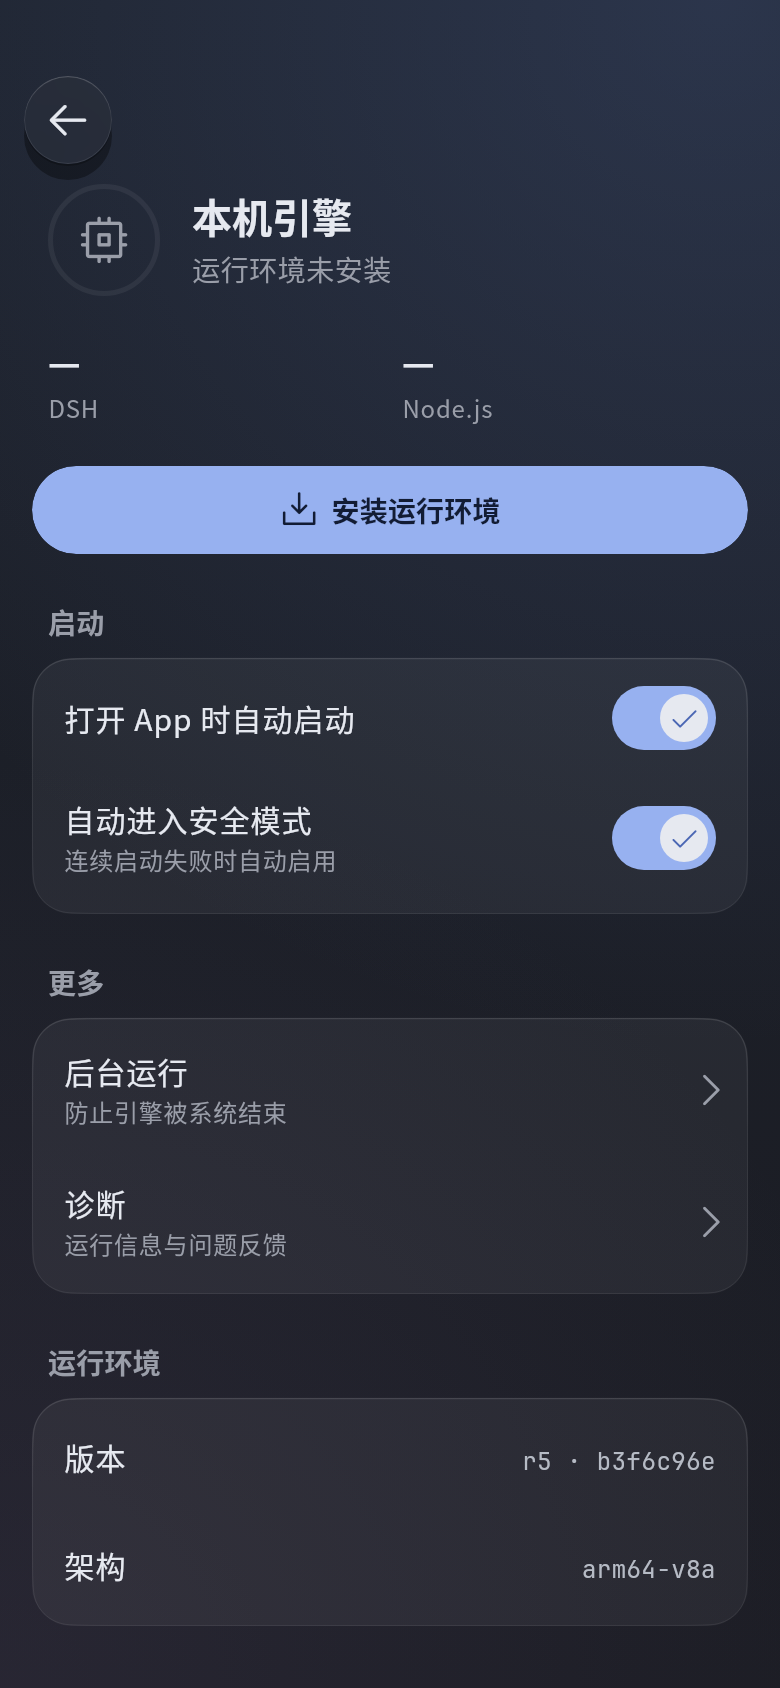 本机引擎
运行环境未安装
— —
DSH Node.js
安装运行环境
启动
打开 App 时自动启动
自动进入安全模式
连续启动失败时自动启用
更多
后台运行
防止引擎被系统结束
诊断
运行信息与问题反馈
运行环境
版本 r5 · b3f6c96e
架构 arm64-v8a